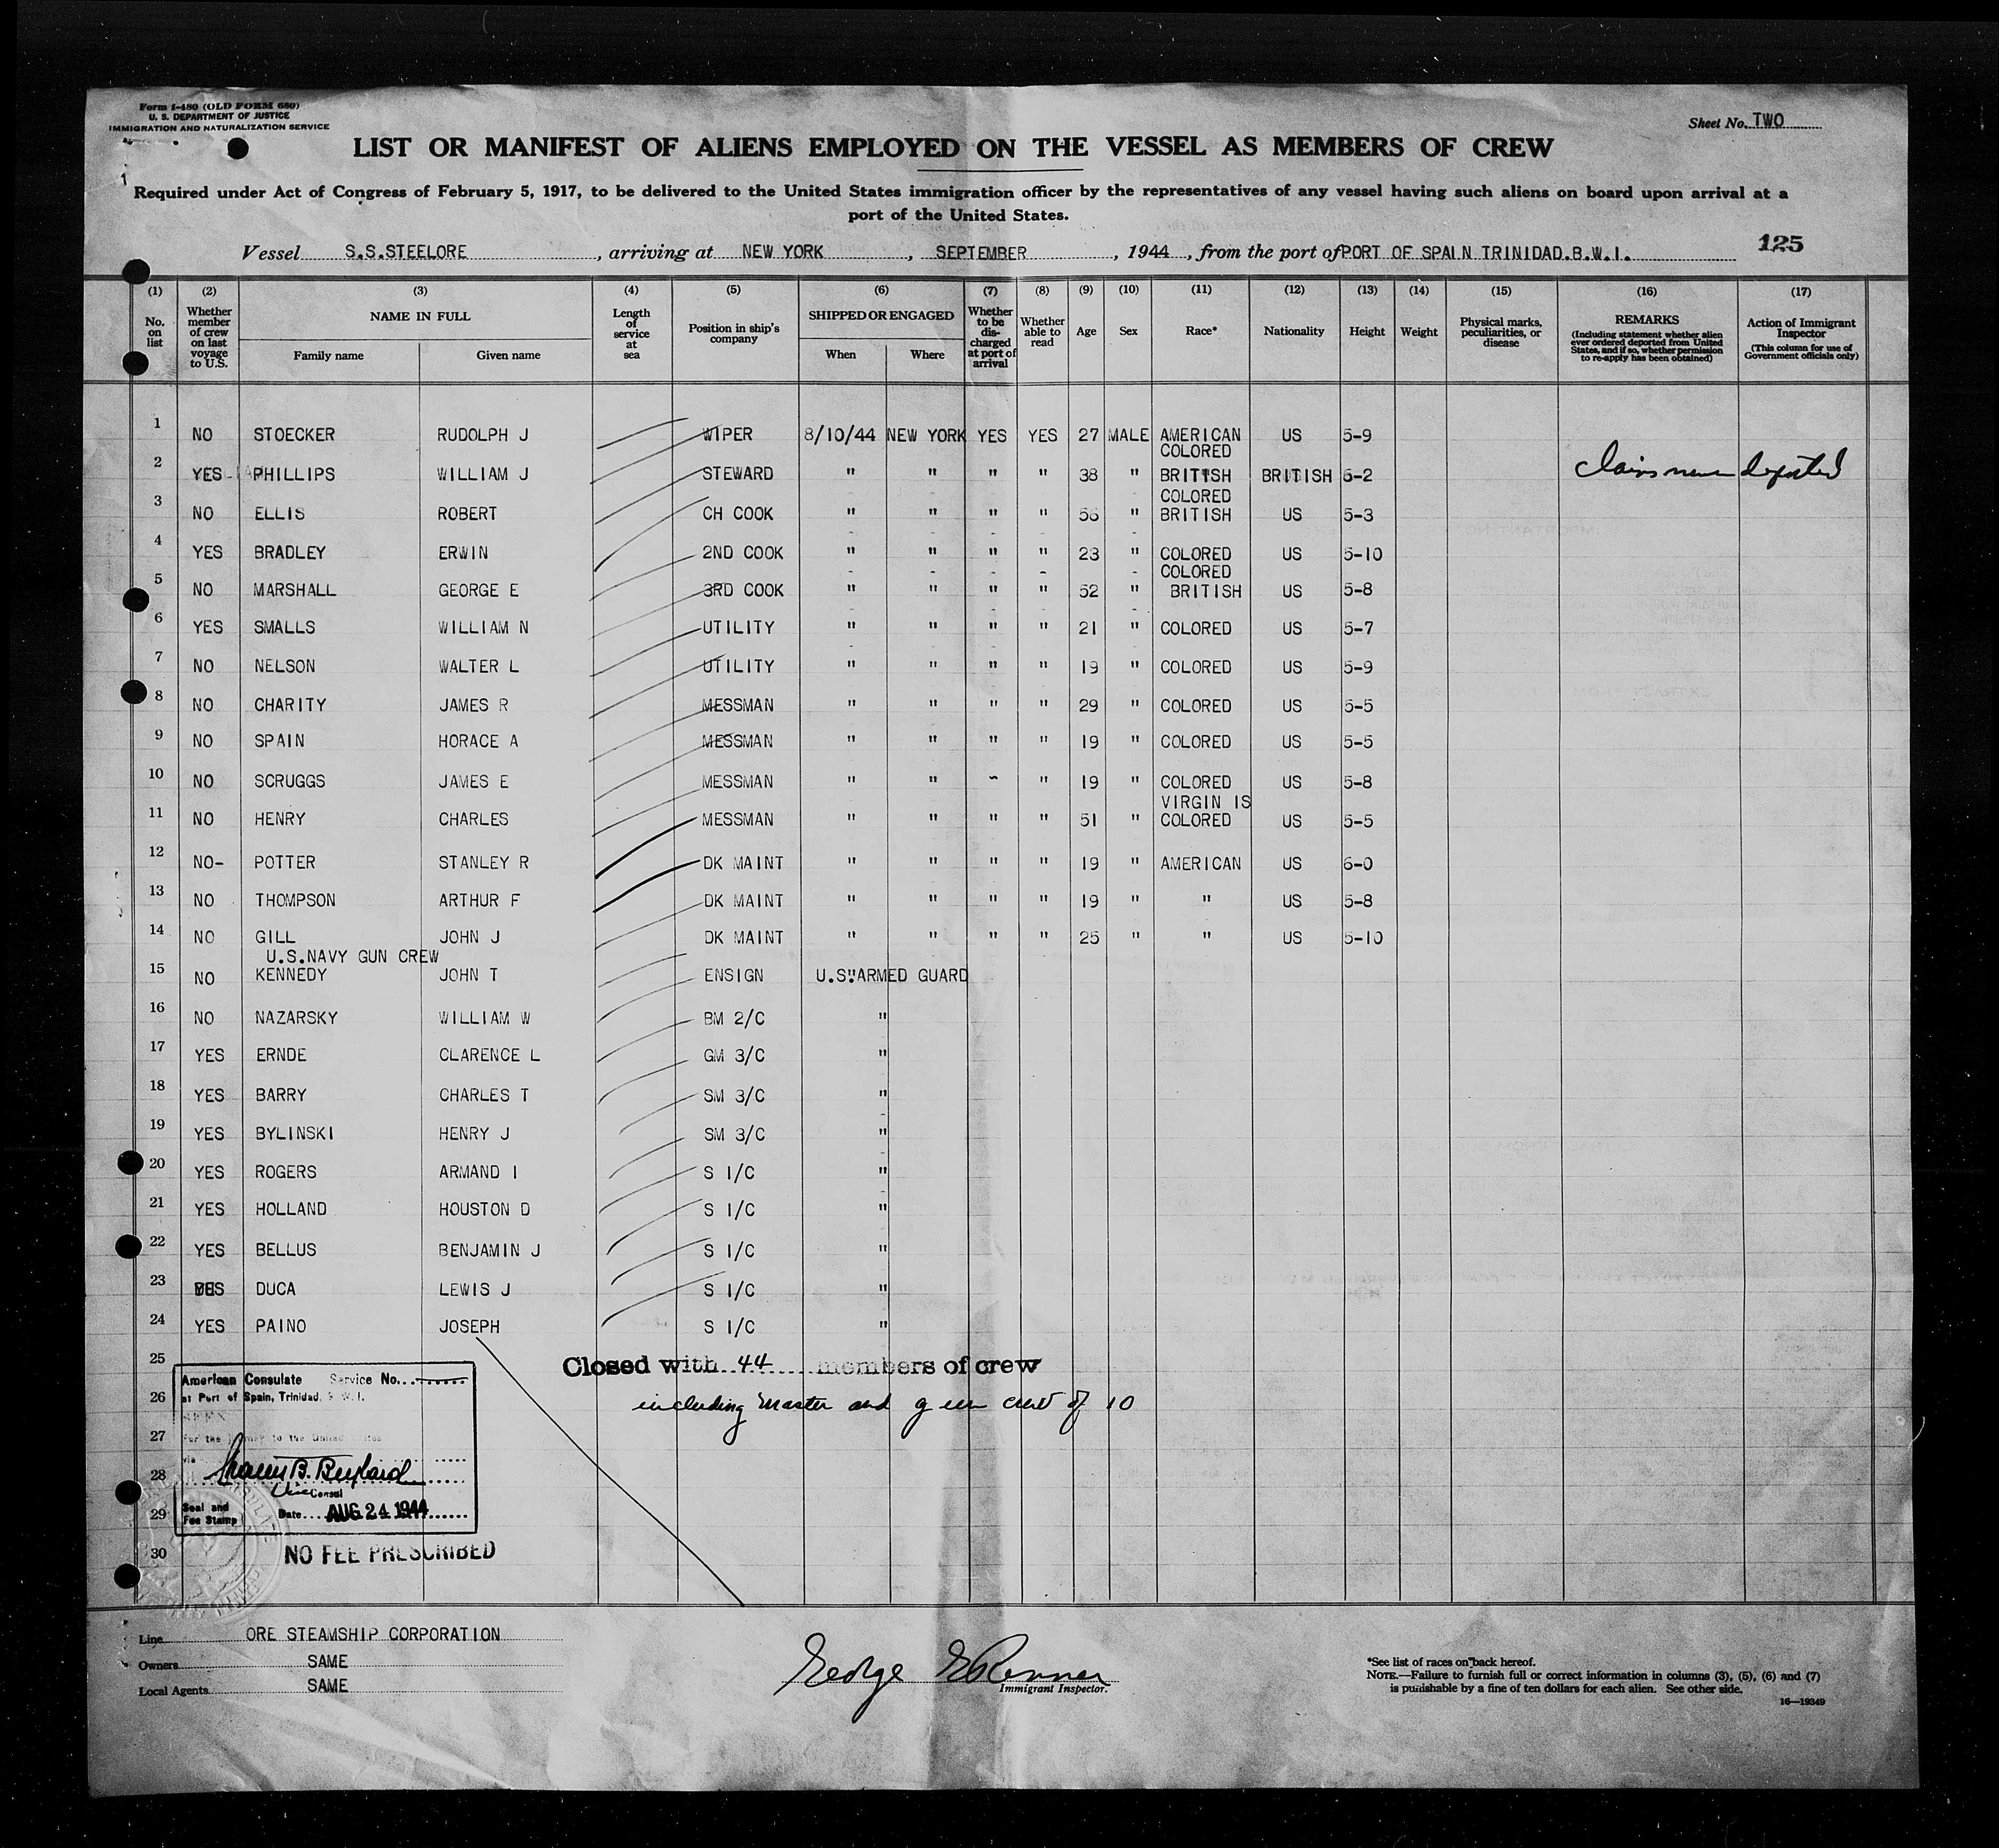 Form I-480 (OLD FORM 680)
U. S. DEPARTMENT OF JUSTICE
IMMIGRATION AND NATURALIZATION SERVICE
Sheet No. TWO
LIST OR MANIFEST OF ALIENS EMPLOYED ON THE VESSEL AS MEMBERS OF CREW
1
Required under Act of Congress of February 5, 1917, to be delivered to the United States immigration officer by the representatives of any vessel having such aliens on board upon arrival at a
port of the United States.
Vessel S.S.STEELORE, arriving at NEW YORK, SEPTEMBER, 1944, from the port of PORT OF SPAIN TRINIDAD.B.W.I. 125
(1) (2) (3) (4) (5) (6) (7) (8) (9) (10) (11) (12) (13) (14) (15) (16) (17)
No. on list
Whether member of crew on last voyage to U.S.
NAME IN FULL
Family name Given name
Length of service at sea
Position in ship's company
SHIPPED OR ENGAGED
When Where
Whether to be discharged at port of arrival
Whether able to read
Age
Sex
Race*
Nationality
Height
Weight
Physical marks, peculiarities, or disease
REMARKS
(Including statement whether alien ever ordered deported from United States, and if so, whether permission to re-apply has been obtained)
Action of Immigrant Inspector
(This column for use of Government officials only)
1 NO STOECKER RUDOLPH J WIPER 8/10/44 NEW YORK YES YES 27 MALE AMERICAN US 5-9
COLORED
2 YES PHILLIPS WILLIAM J STEWARD " " " " 38 " BRITISH BRITISH 5-2 Claims never deported
COLORED
3 NO ELLIS ROBERT CH COOK " " " " 56 " BRITISH US 5-3
4 YES BRADLEY ERWIN 2ND COOK " " " " 23 " COLORED US 5-10
COLORED
5 NO MARSHALL GEORGE E 3RD COOK " " " " 52 " BRITISH US 5-8
6 YES SMALLS WILLIAM N UTILITY " " " " 21 " COLORED US 5-7
7 NO NELSON WALTER L UTILITY " " " " 19 " COLORED US 5-9
8 NO CHARITY JAMES R MESSMAN " " " " 29 " COLORED US 5-5
9 NO SPAIN HORACE A MESSMAN " " " " 19 " COLORED US 5-5
10 NO SCRUGGS JAMES E MESSMAN " " " " 19 " COLORED US 5-8
VIRGIN IS
11 NO HENRY CHARLES MESSMAN " " " " 51 " COLORED US 5-5
12 NO- POTTER STANLEY R DK MAINT " " " " 19 " AMERICAN US 6-0
13 NO THOMPSON ARTHUR F DK MAINT " " " " 19 " " US 5-8
14 NO GILL JOHN J DK MAINT " " " " 25 " " US 5-10
U.S.NAVY GUN CREW
15 NO KENNEDY JOHN T ENSIGN U.S."ARMED GUARD
16 NO NAZARSKY WILLIAM W BM 2/C "
17 YES ERNDE CLARENCE L GM 3/C "
18 YES BARRY CHARLES T SM 3/C "
19 YES BYLINSKI HENRY J SM 3/C "
20 YES ROGERS ARMAND I S 1/C "
21 YES HOLLAND HOUSTON D S 1/C "
22 YES BELLUS BENJAMIN J S 1/C "
23 YES DUCA LEWIS J S 1/C "
24 YES PAINO JOSEPH S 1/C "
25 Closed with 44 members of crew
American Consulate Service No.
26 at Port of Spain, Trinidad, B. W. I.
including master and gun crew of 10
SEEN
27 For the journey to the United States
via
28
Vice Consul
29 Seal and Fee Stamp Date AUG 24 1944
30 NO FEE PRESCRIBED
Line ORE STEAMSHIP CORPORATION
Owners SAME
Local Agents SAME
George E Renner
Immigrant Inspector.
*See list of races on back hereof.
NOTE.—Failure to furnish full or correct information in columns (3), (5), (6) and (7)
is punishable by a fine of ten dollars for each alien. See other side.
16—19349